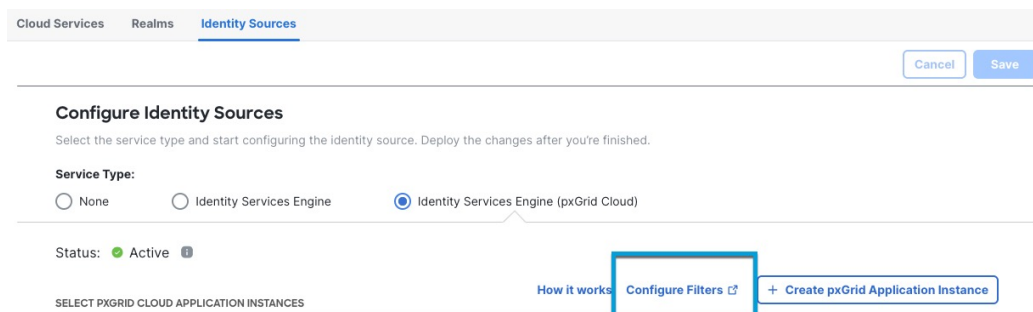 Cloud Services Realms Identity Sources
Cancel Save
Configure Identity Sources
Select the service type and start configuring the identity source. Deploy the changes after you're finished.
Service Type:
None Identity Services Engine Identity Services Engine (pxGrid Cloud)
Status: Active
How it works Configure Filters + Create pxGrid Application Instance
SELECT PXGRID CLOUD APPLICATION INSTANCES